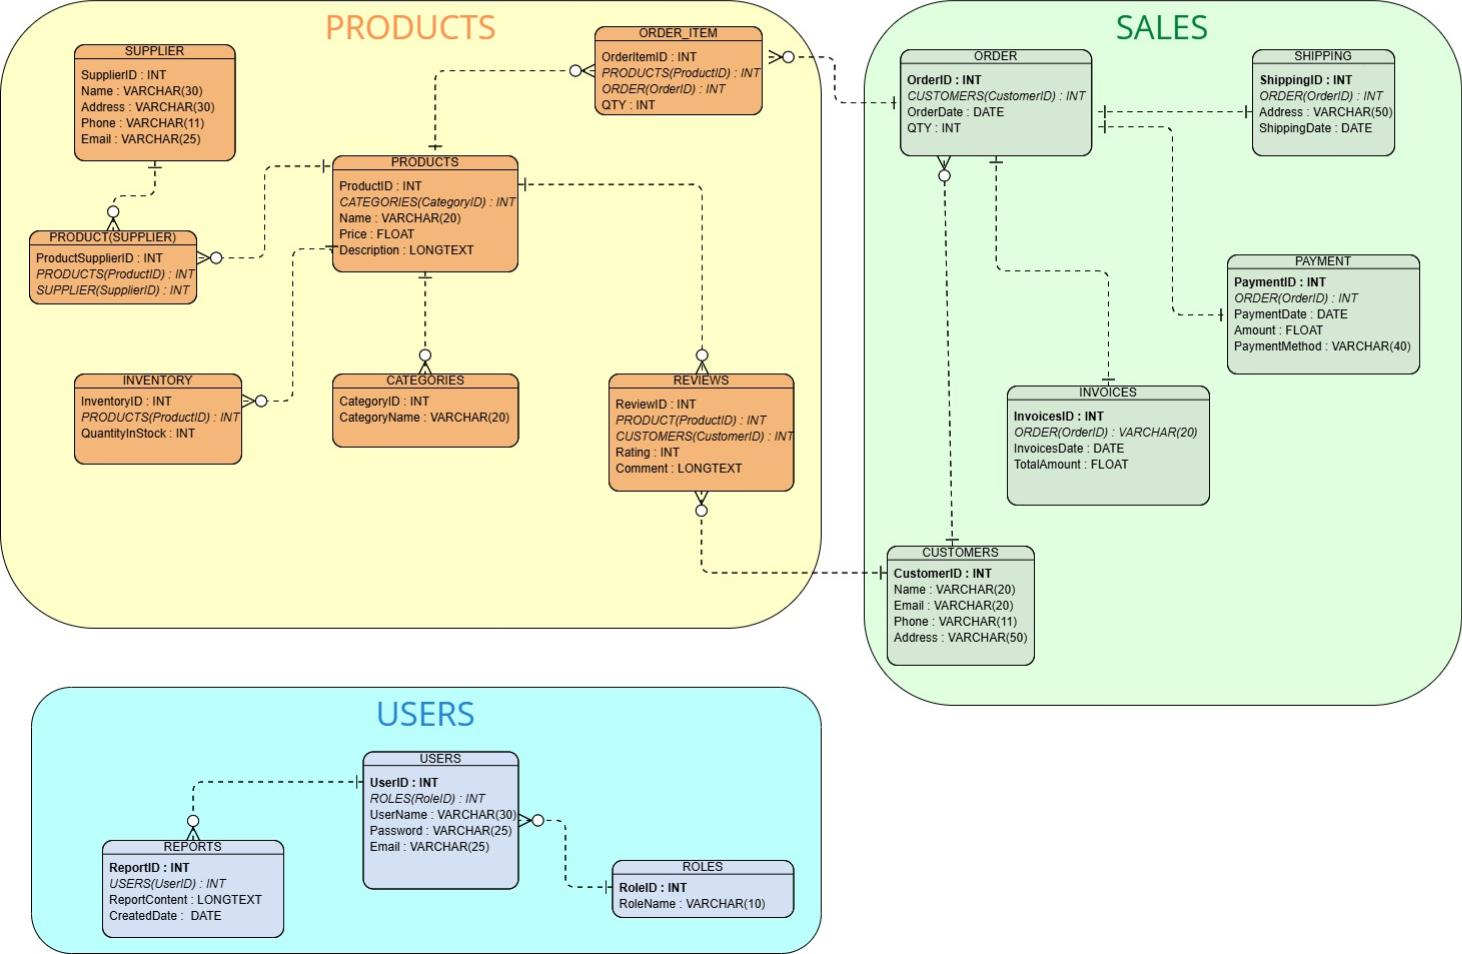 PRODUCTS
SUPPLIER
SupplierID : INT
Name : VARCHAR(30)
Address : VARCHAR(30)
Phone : VARCHAR(11)
Email : VARCHAR(25)
ORDER_ITEM
OrderItemID : INT
PRODUCTS(ProductID) : INT
ORDER(OrderID) : INT
QTY : INT
PRODUCTS
ProductID : INT
CATEGORIES(CategoryID) : INT
Name : VARCHAR(20)
Price : FLOAT
Description : LONGTEXT
PRODUCT(SUPPLIER)
ProductSupplierID : INT
PRODUCTS(ProductID) : INT
SUPPLIER(SupplierID) : INT
INVENTORY
InventoryID : INT
PRODUCTS(ProductID) : INT
QuantityInStock : INT
CATEGORIES
CategoryID : INT
CategoryName : VARCHAR(20)
REVIEWS
ReviewID : INT
PRODUCT(ProductID) : INT
CUSTOMERS(CustomerID) : INT
Rating : INT
Comment : LONGTEXT
SALES
ORDER
OrderID : INT
CUSTOMERS(CustomerID) : INT
OrderDate : DATE
QTY : INT
SHIPPING
ShippingID : INT
ORDER(OrderID) : INT
Address : VARCHAR(50)
ShippingDate : DATE
PAYMENT
PaymentID : INT
ORDER(OrderID) : INT
PaymentDate : DATE
Amount : FLOAT
PaymentMethod : VARCHAR(40)
INVOICES
InvoicesID : INT
ORDER(OrderID) : VARCHAR(20)
InvoicesDate : DATE
TotalAmount : FLOAT
CUSTOMERS
CustomerID : INT
Name : VARCHAR(20)
Email : VARCHAR(20)
Phone : VARCHAR(11)
Address : VARCHAR(50)
USERS
USERS
UserID : INT
ROLES(RoleID) : INT
UserName : VARCHAR(30)
Password : VARCHAR(25)
Email : VARCHAR(25)
REPORTS
ReportID : INT
USERS(UserID) : INT
ReportContent : LONGTEXT
CreatedDate :  DATE
ROLES
RoleID : INT
RoleName : VARCHAR(10)